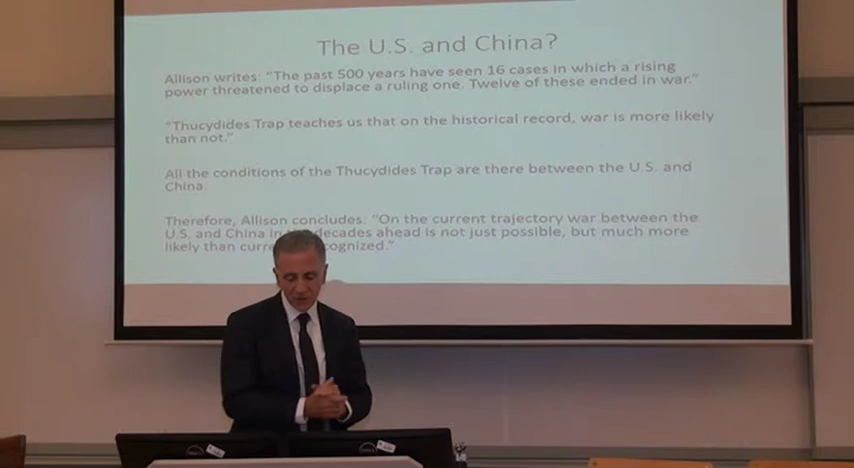 The U.S. and China?
Allison writes: “The past 500 years have seen 16 cases in which a rising
power threatened to displace a ruling one. Twelve of these ended in war.”
“Thucydides Trap teaches us that on the historical record, war is more likely
than not.”
All the conditions of the Thucydides Trap are there between the U.S. and
China.
Therefore, Allison concludes: “On the current trajectory war between the
U.S. and China in decades ahead is not just possible, but much more
likely than